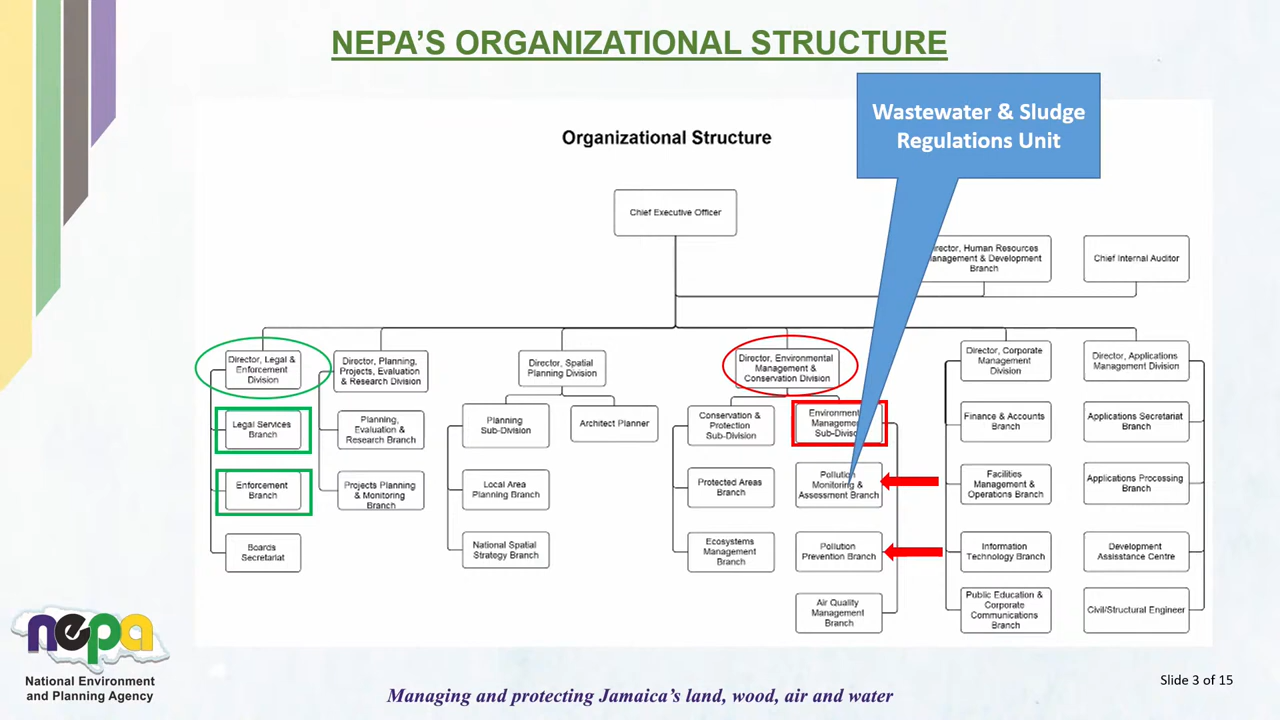 NEPA'S ORGANIZATIONAL STRUCTURE
Wastewater & Sludge
Regulations Unit
Organizational Structure
Chief Executive Officer
Human Resources
Management & Development
Branch
Chief Internal Auditor
Director, Legal &
Enforcement
Division
Director, Planning,
Projects, Evaluation
& Research Division
Director, Spatial
Planning Division
Director, Environmental
Management &
Conservation Division
Director, Corporate
Management
Division
Director, Applications
Management Division
Legal Services
Branch
Planning,
Evaluation &
Research Branch
Planning
Sub-Division
Architect Planner
Conservation &
Protection
Sub-Division
Finance & Accounts
Branch
Applications Secretariat
Branch
Enforcement
Branch
Projects Planning
& Monitoring
Branch
Local Area
Planning Branch
Protected Areas
Branch
Pollution
Monitoring &
Assessment Branch
Facilities
Management &
Operations Branch
Applications Processing
Branch
Boards
Secretariat
National Spatial
Strategy Branch
Ecosystems
Management
Branch
Pollution
Prevention Branch
Information
Technology Branch
Development
Assisstance Centre
Air Quality
Management
Branch
Public Education &
Corporate
Communications
Branch
Civil/Structural Engineer
nepa
National Environment
and Planning Agency
Managing and protecting Jamaica's land, wood, air and water
Slide 3 of 15